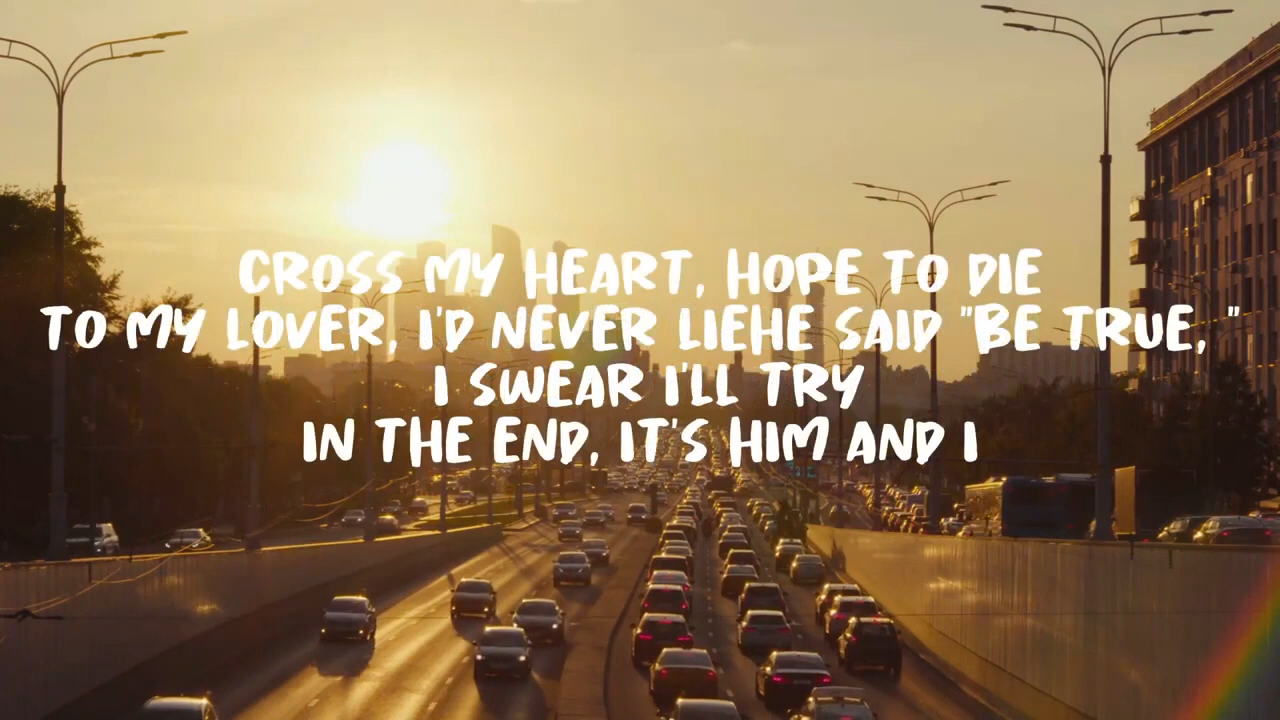 CROSS MY HEART, HOPE TO DIE
TO MY LOVER, I'D NEVER LIEHE SAID "BE TRUE, "
I SWEAR I'LL TRY
IN THE END, IT'S HIM AND I